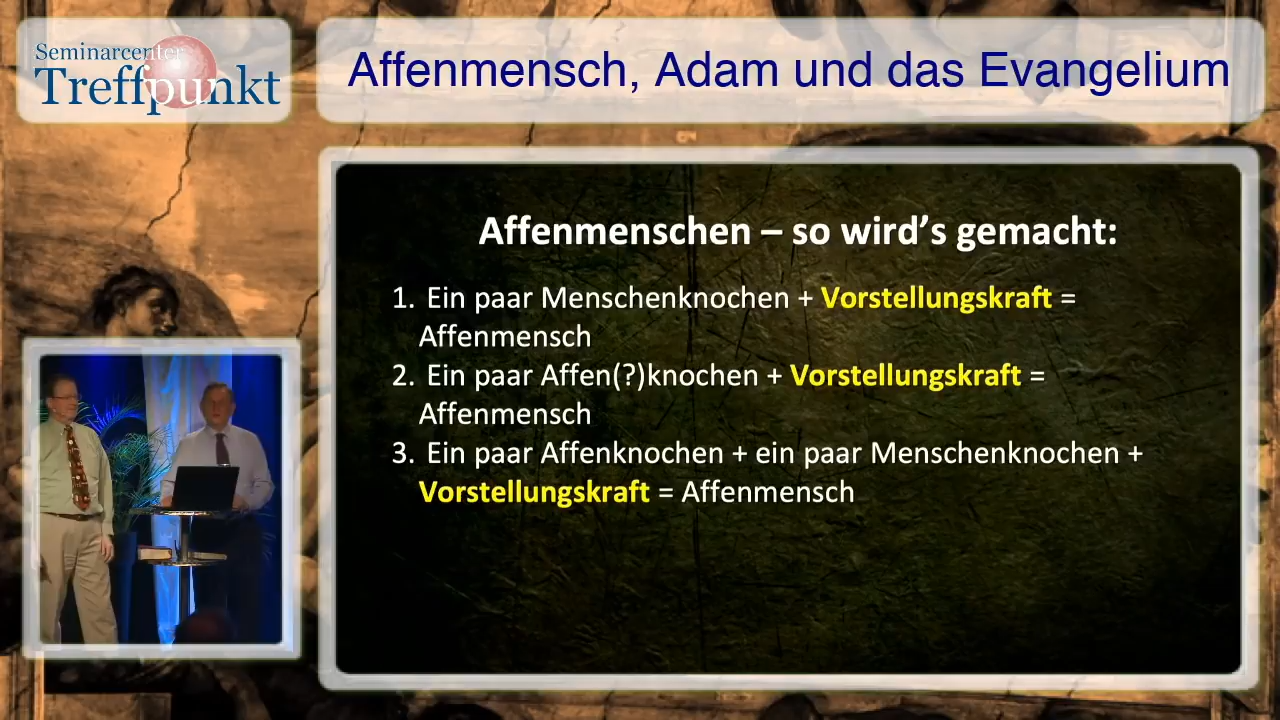 Seminarcenter
Treffpunkt
Affenmensch, Adam und das Evangelium
Affenmenschen – so wird's gemacht:
1. Ein paar Menschenknochen + Vorstellungskraft =
Affenmensch
2. Ein paar Affen(?)knochen + Vorstellungskraft =
Affenmensch
3. Ein paar Affenknochen + ein paar Menschenknochen +
Vorstellungskraft = Affenmensch